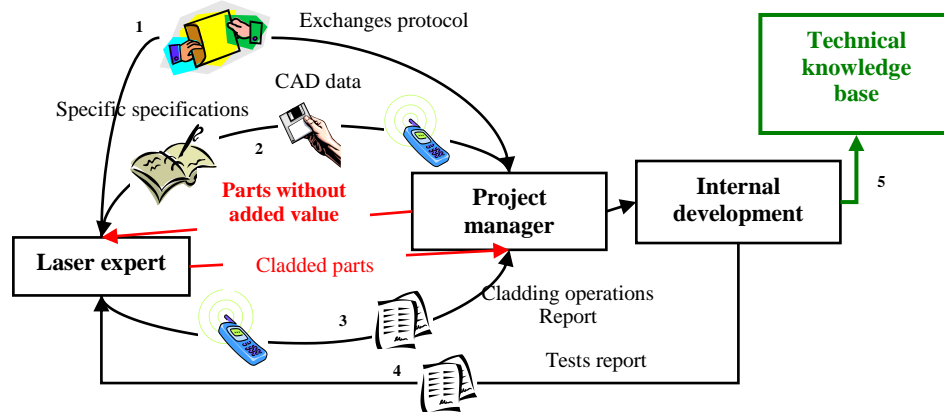 1
Exchanges protocol
Technical
knowledge
base
CAD data
Specific specifications
2
Parts without
added value
Project
manager
Internal
development
5
Laser expert
Cladded parts
Cladding operations
Report
3
Tests report
4